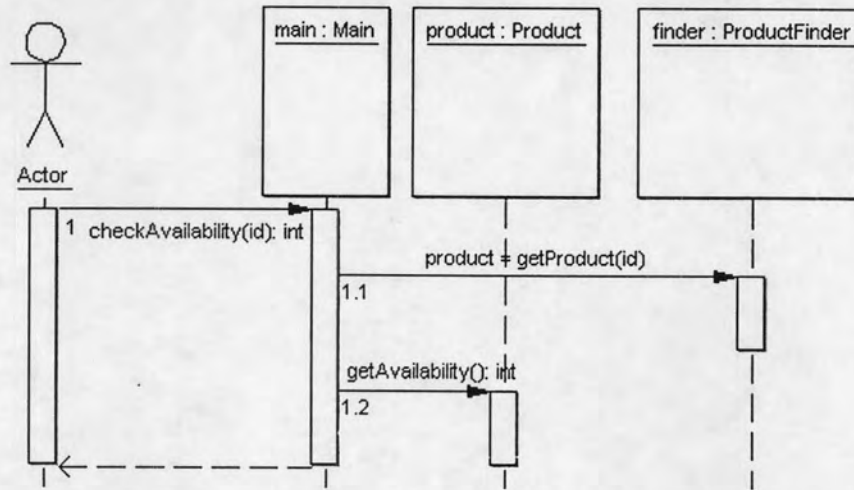 main : Main
product : Product
finder : ProductFinder
Actor
1
checkAvailability(id): int
product = getProduct(id)
1.1
getAvailability(): int
1.2